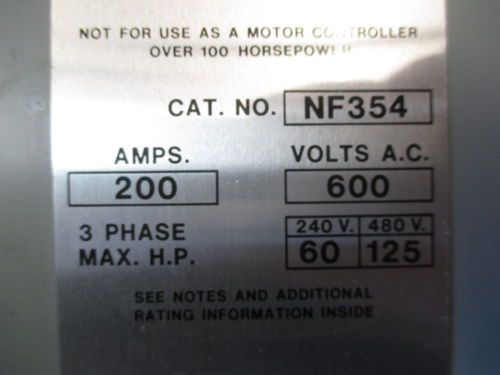 NOT FOR USE AS A MOTOR CONTROLLER
OVER 100 HORSEPOWER
CAT. NO. NF354
AMPS. VOLTS A.C.
200 600
3 PHASE 240 V. 480 V.
MAX. H.P. 60 125
SEE NOTES AND ADDITIONAL
RATING INFORMATION INSIDE